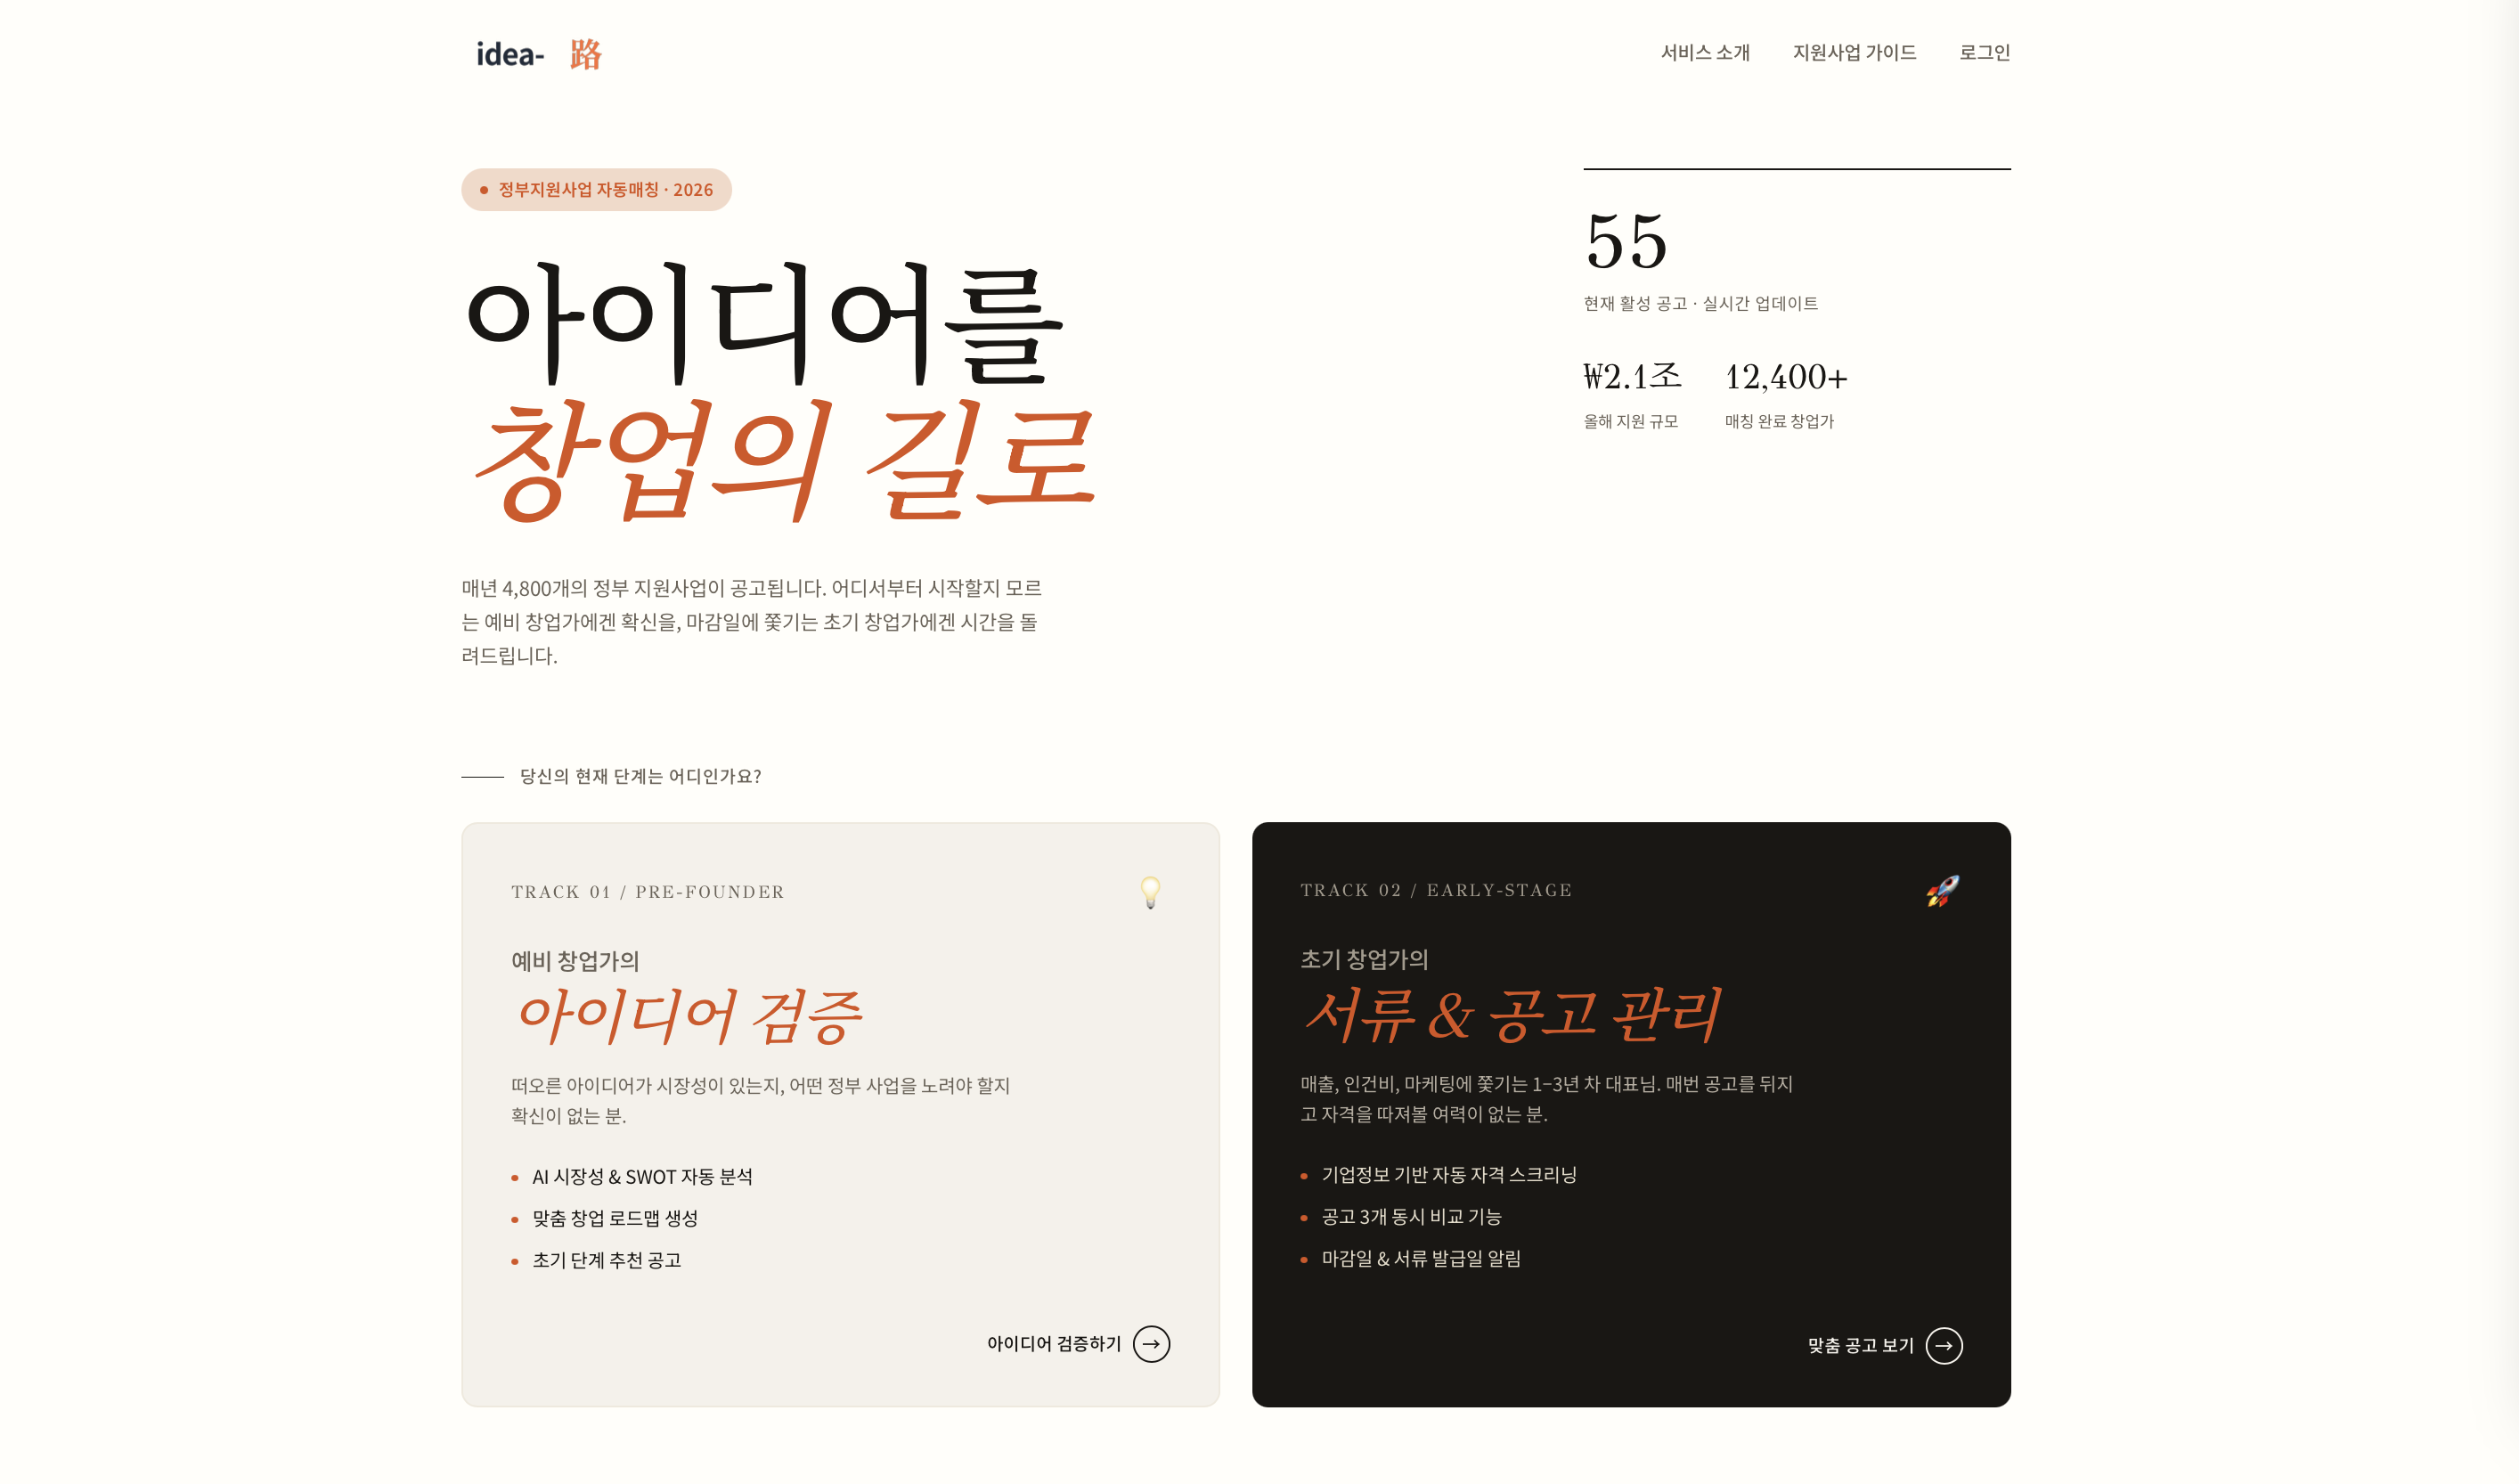 idea- 路
서비스 소개
지원사업 가이드
로그인
정부지원사업 자동매칭 · 2026
아이디어를
창업의 길로
매년 4,800개의 정부 지원사업이 공고됩니다. 어디서부터 시작할지 모르
는 예비 창업가에겐 확신을, 마감일에 쫓기는 초기 창업가에겐 시간을 돌
려드립니다.
55
현재 활성 공고 · 실시간 업데이트
₩2.1조
올해 지원 규모
12,400+
매칭 완료 창업가
당신의 현재 단계는 어디인가요?
TRACK 01 / PRE-FOUNDER
예비 창업가의
아이디어 검증
떠오른 아이디어가 시장성이 있는지, 어떤 정부 사업을 노려야 할지
확신이 없는 분.
AI 시장성 & SWOT 자동 분석
맞춤 창업 로드맵 생성
초기 단계 추천 공고
아이디어 검증하기 →
TRACK 02 / EARLY-STAGE
초기 창업가의
서류 & 공고 관리
매출, 인건비, 마케팅에 쫓기는 1–3년 차 대표님. 매번 공고를 뒤지
고 자격을 따져볼 여력이 없는 분.
기업정보 기반 자동 자격 스크리닝
공고 3개 동시 비교 기능
마감일 & 서류 발급일 알림
맞춤 공고 보기 →